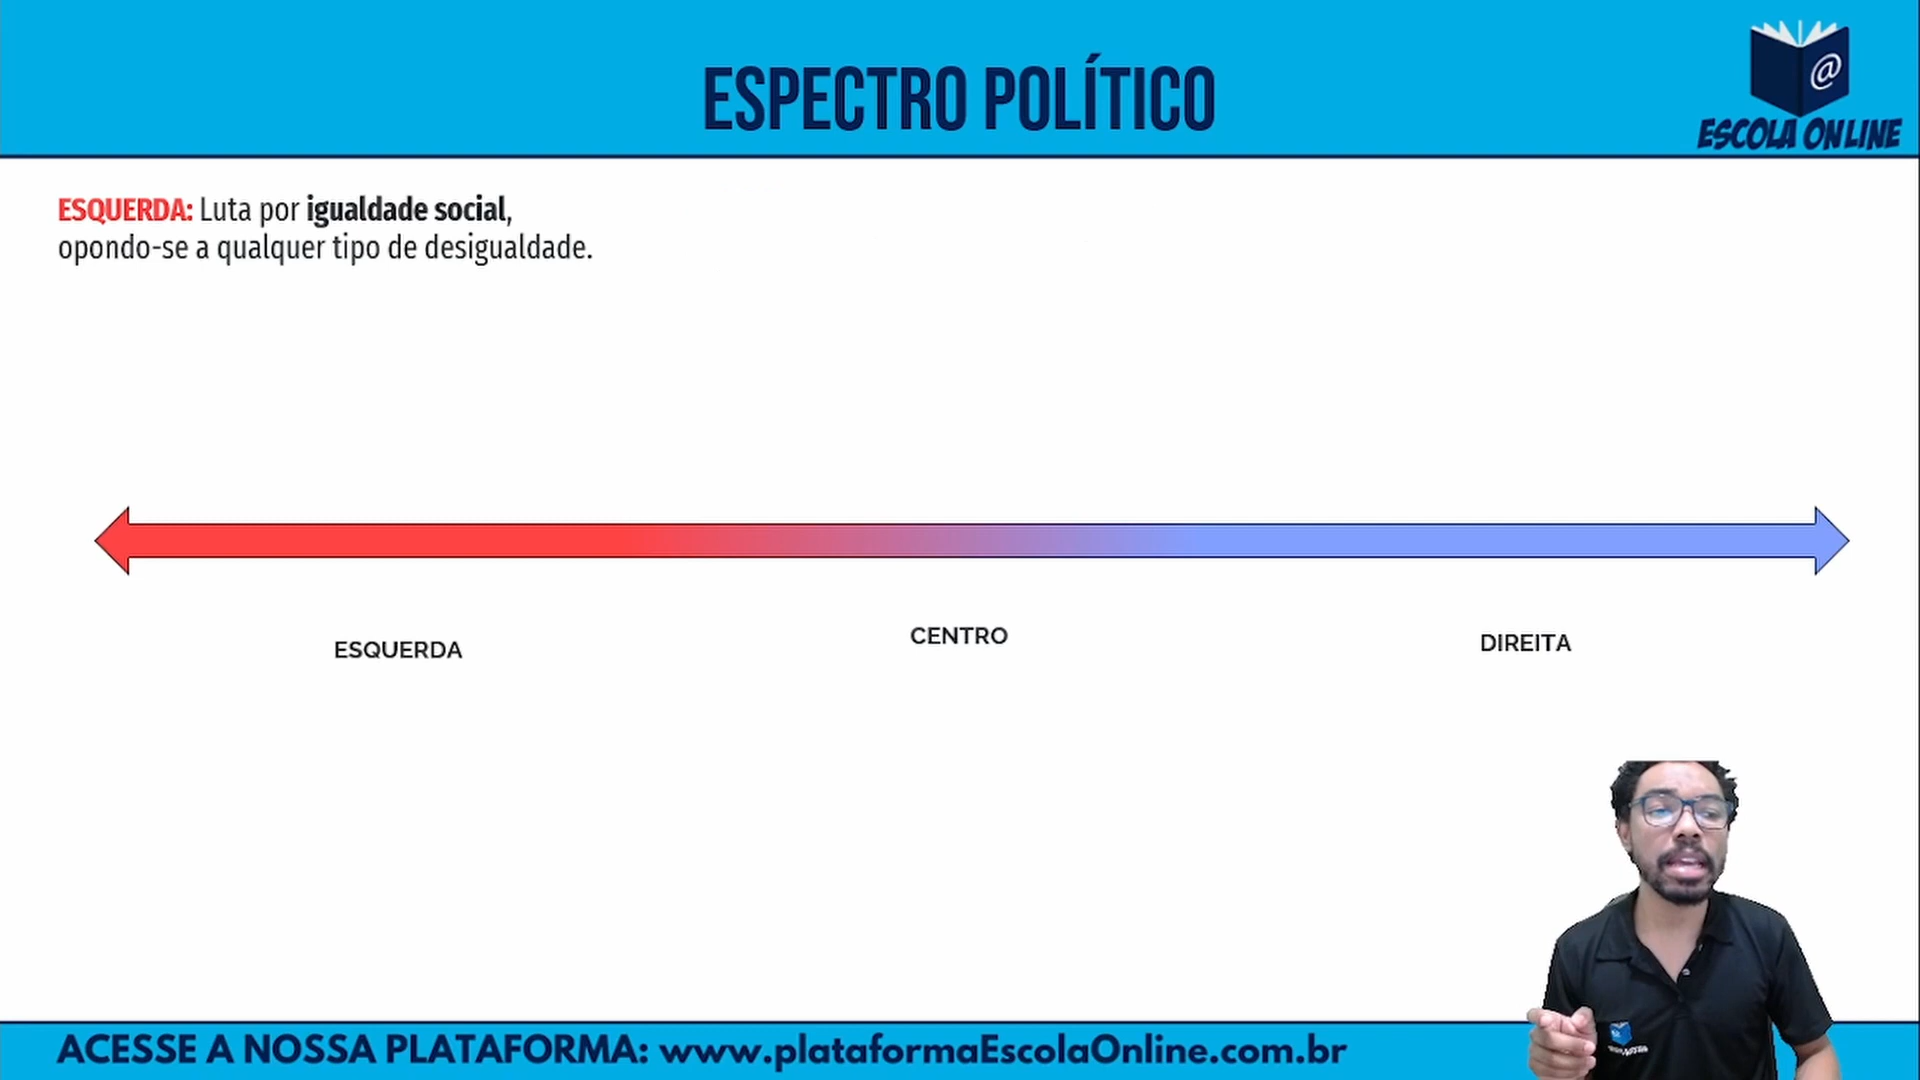 ESPECTRO POLÍTICO
@
ESCOLA ONLINE
ESQUERDA: Luta por igualdade social,
opondo-se a qualquer tipo de desigualdade.
ESQUERDA
CENTRO
DIREITA
ACESSE A NOSSA PLATAFORMA: www.plataformaEscolaOnline.com.br